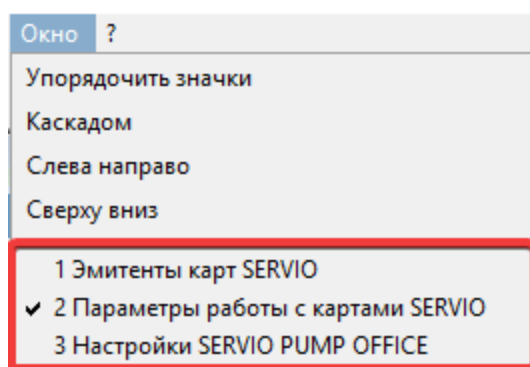 Окно ?
Упорядочить значки
Каскадом
Слева направо
Сверху вниз
1 Эмитенты карт SERVIO
✔ 2 Параметры работы с картами SERVIO
3 Настройки SERVIO PUMP OFFICE